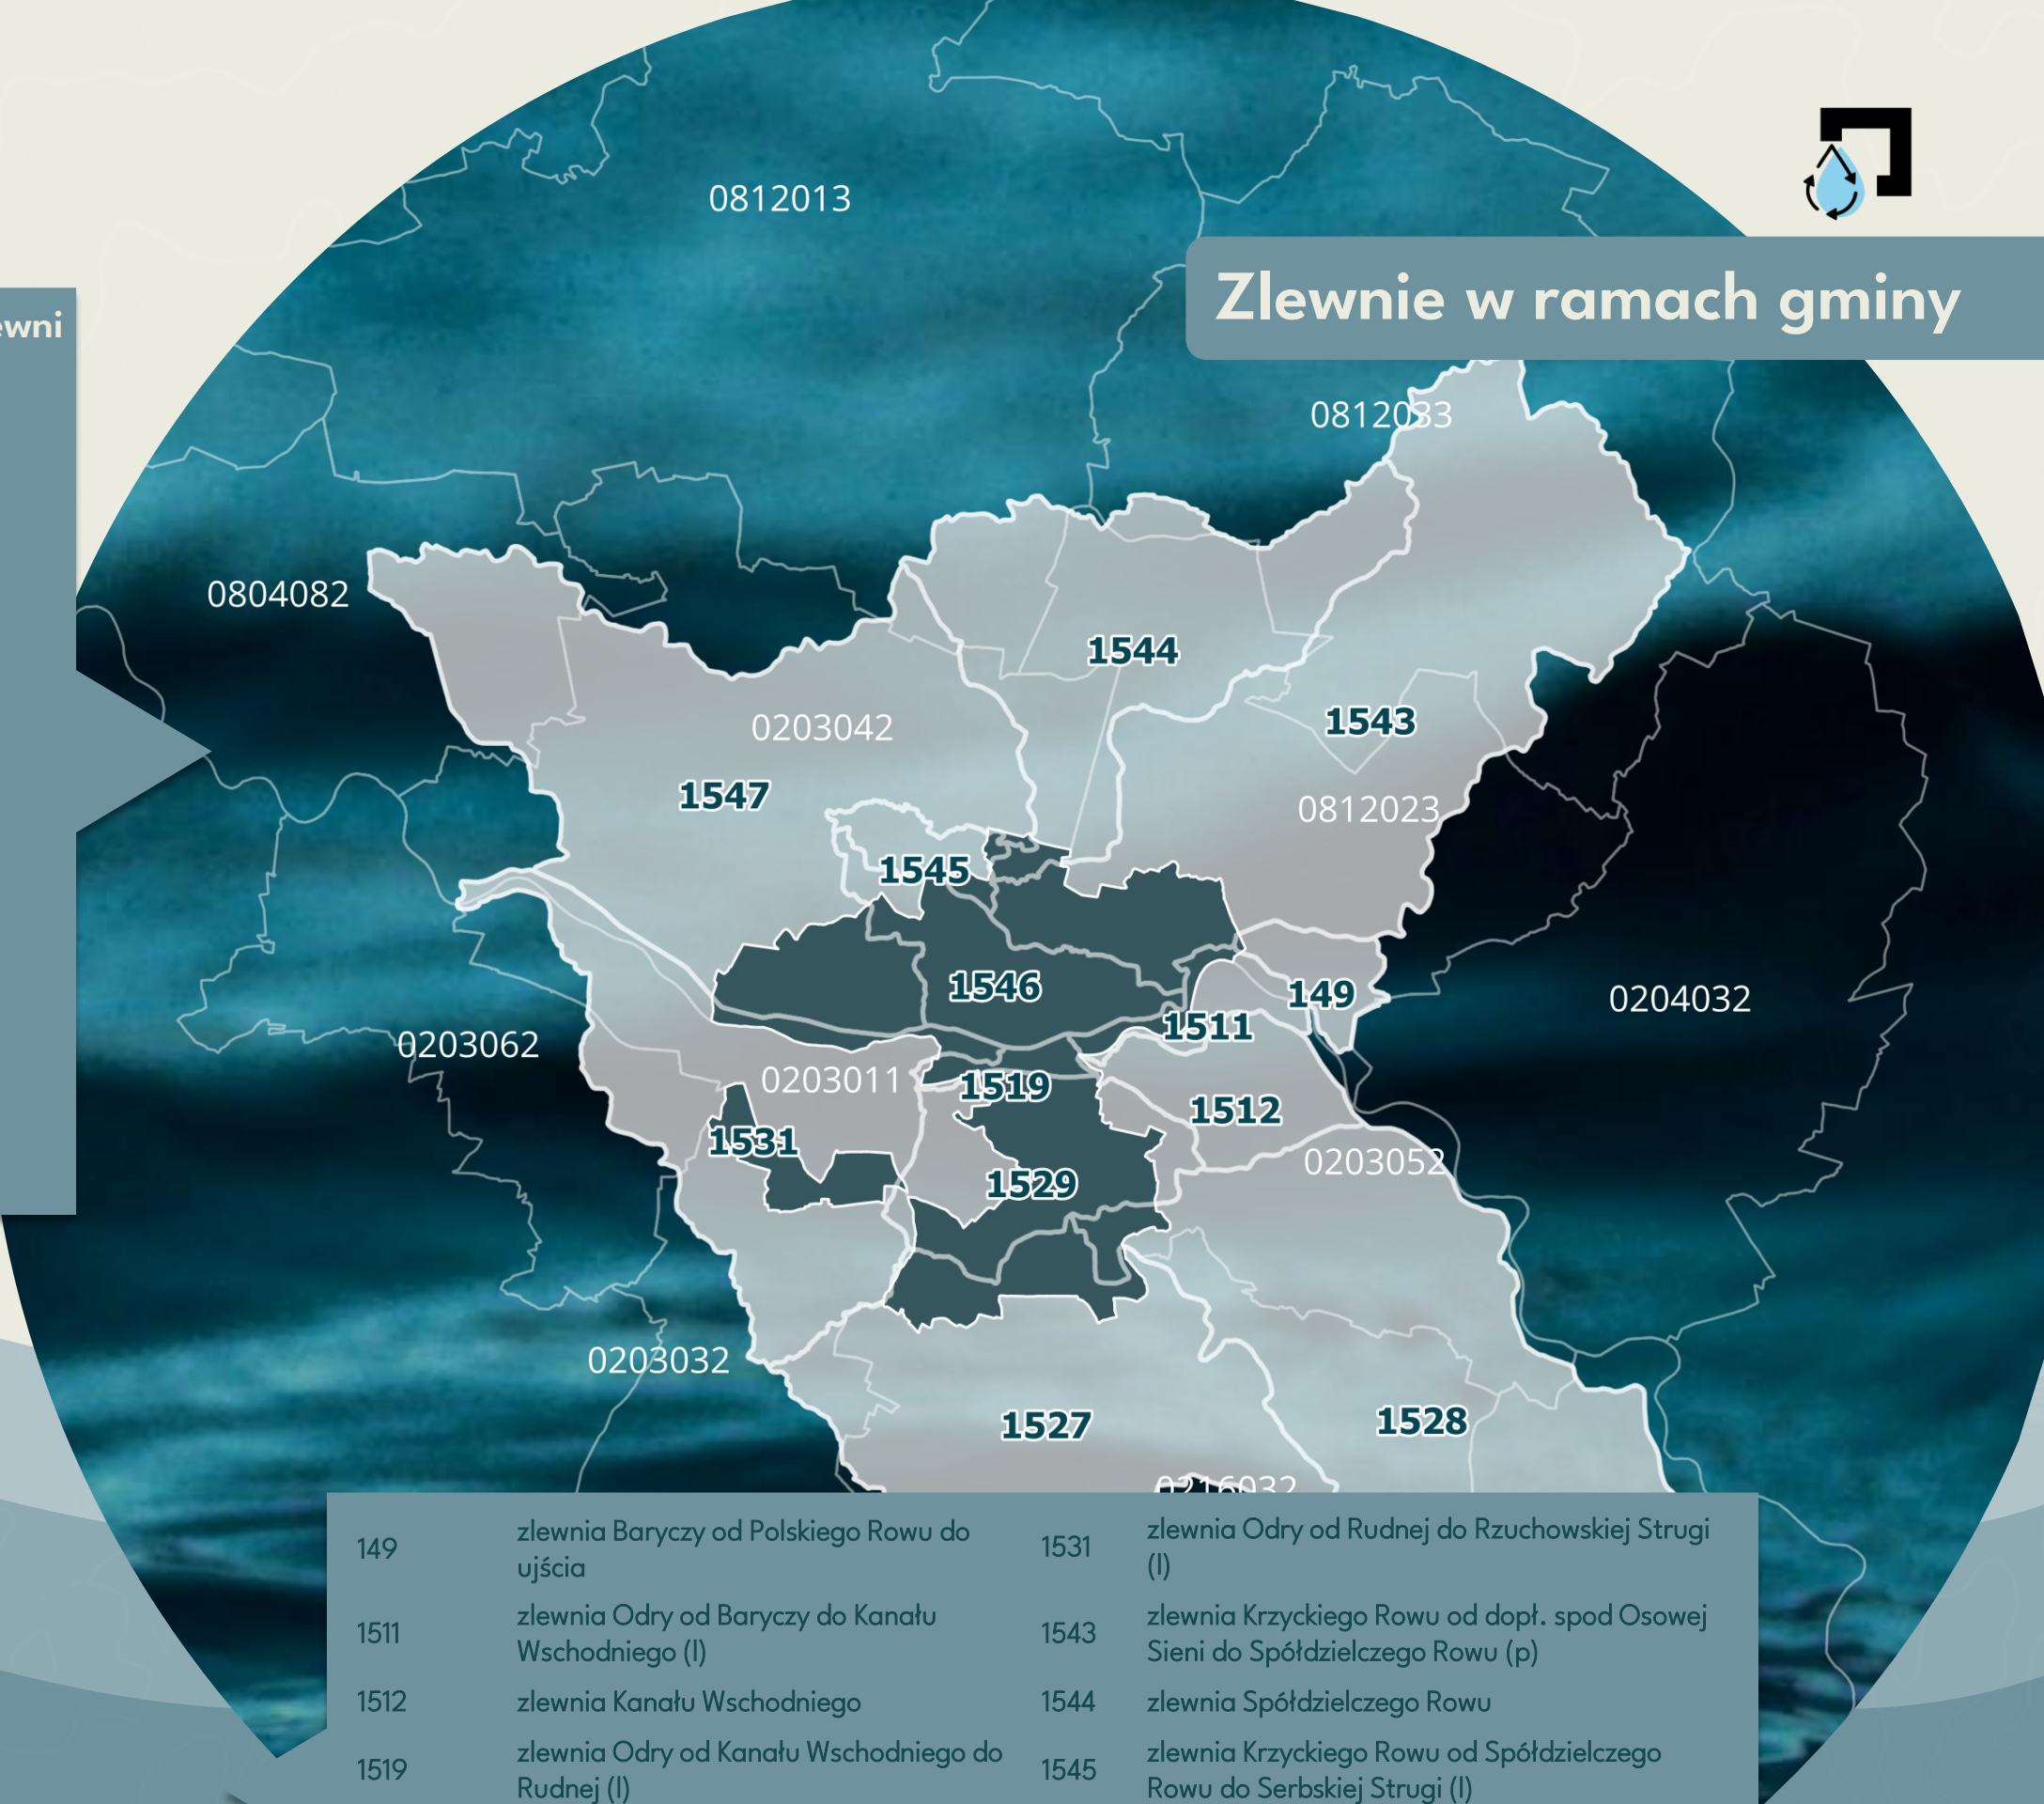 Zlewnie w ramach gminy
ewni
0812013
0812033
0804082
1544
1543
0203042
1547
0812023
1545
1546
149
0204032
1511
0203062
0203011
1519
1512
1531
0203052
1529
0203032
1527
1528
0216032
149 zlewnia Baryczy od Polskiego Rowu do
ujścia
1511 zlewnia Odry od Baryczy do Kanału
Wschodniego (l)
1512 zlewnia Kanału Wschodniego
1519 zlewnia Odry od Kanału Wschodniego do
Rudnej (l)
1531 zlewnia Odry od Rudnej do Rzuchowskiej Strugi
(l)
1543 zlewnia Krzyckiego Rowu od dopł. spod Osowej
Sieni do Spółdzielczego Rowu (p)
1544 zlewnia Spółdzielczego Rowu
1545 zlewnia Krzyckiego Rowu od Spółdzielczego
Rowu do Serbskiej Strugi (l)